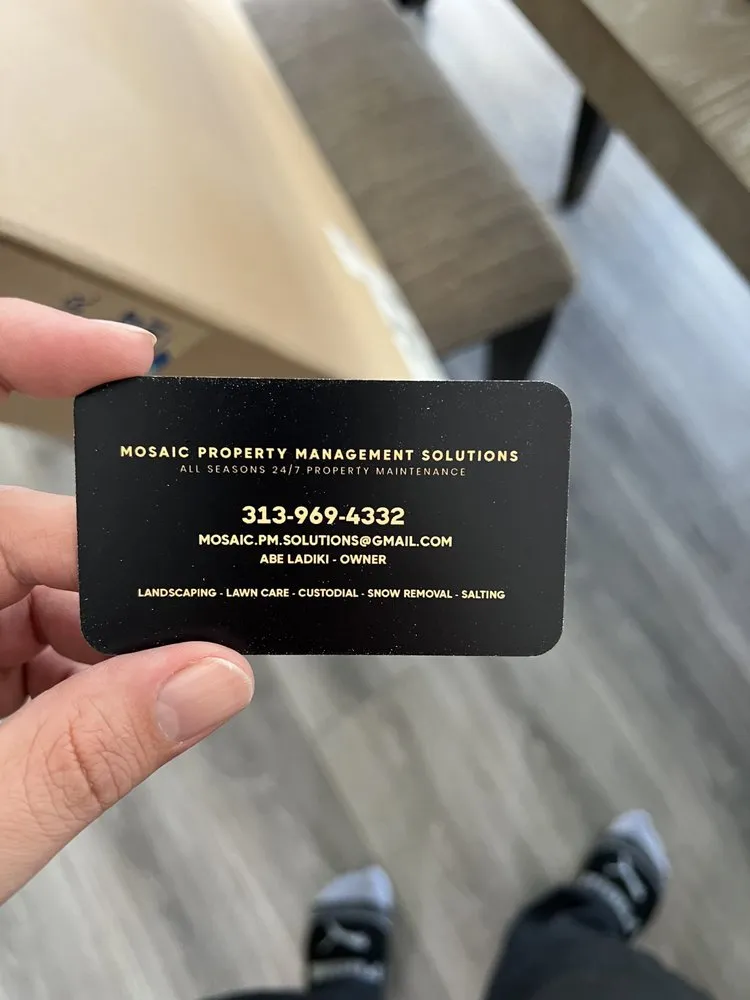 MOSAIC PROPERTY MANAGEMENT SOLUTIONS
ALL SEASONS 24/7 PROPERTY MAINTENANCE
313-969-4332
MOSAIC.PM.SOLUTIONS@GMAIL.COM
ABE LADIKI - OWNER
LANDSCAPING - LAWN CARE - CUSTODIAL - SNOW REMOVAL - SALTING